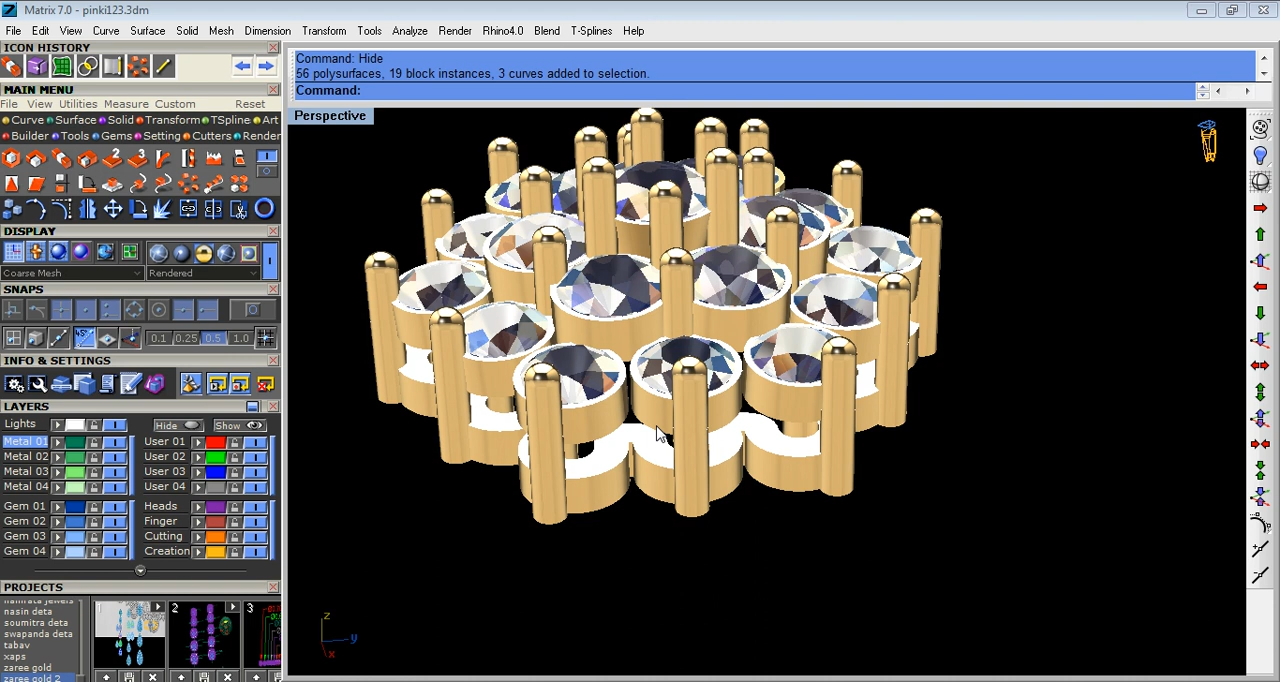 Matrix 7.0 - pinki123.3dm
File Edit View Curve Surface Solid Mesh Dimension Transform Tools Analyze Render Rhino4.0 Blend T-Splines Help
ICON HISTORY
Command: Hide
56 polysurfaces, 19 block instances, 3 curves added to selection.
Command:
MAIN MENU
File View Utilities Measure Custom Reset
Curve Surface Solid Transform TSpline Art
Builder Tools Gems Setting Cutters Render
Perspective
DISPLAY
Coarse Mesh Rendered
SNAPS
45°
0.1 0.25 0.5 1.0
INFO & SETTINGS
LAYERS
Lights Hide Show
Metal 01 User 01
Metal 02 User 02
Metal 03 User 03
Metal 04 User 04
Gem 01 Heads
Gem 02 Finger
Gem 03 Cutting
Gem 04 Creation
PROJECTS
namrata jewels
nasin deta
soumitra deta
swapanda deta
tabav
xaps
zaree gold
zaree gold 2
1 2 3
z
y
x